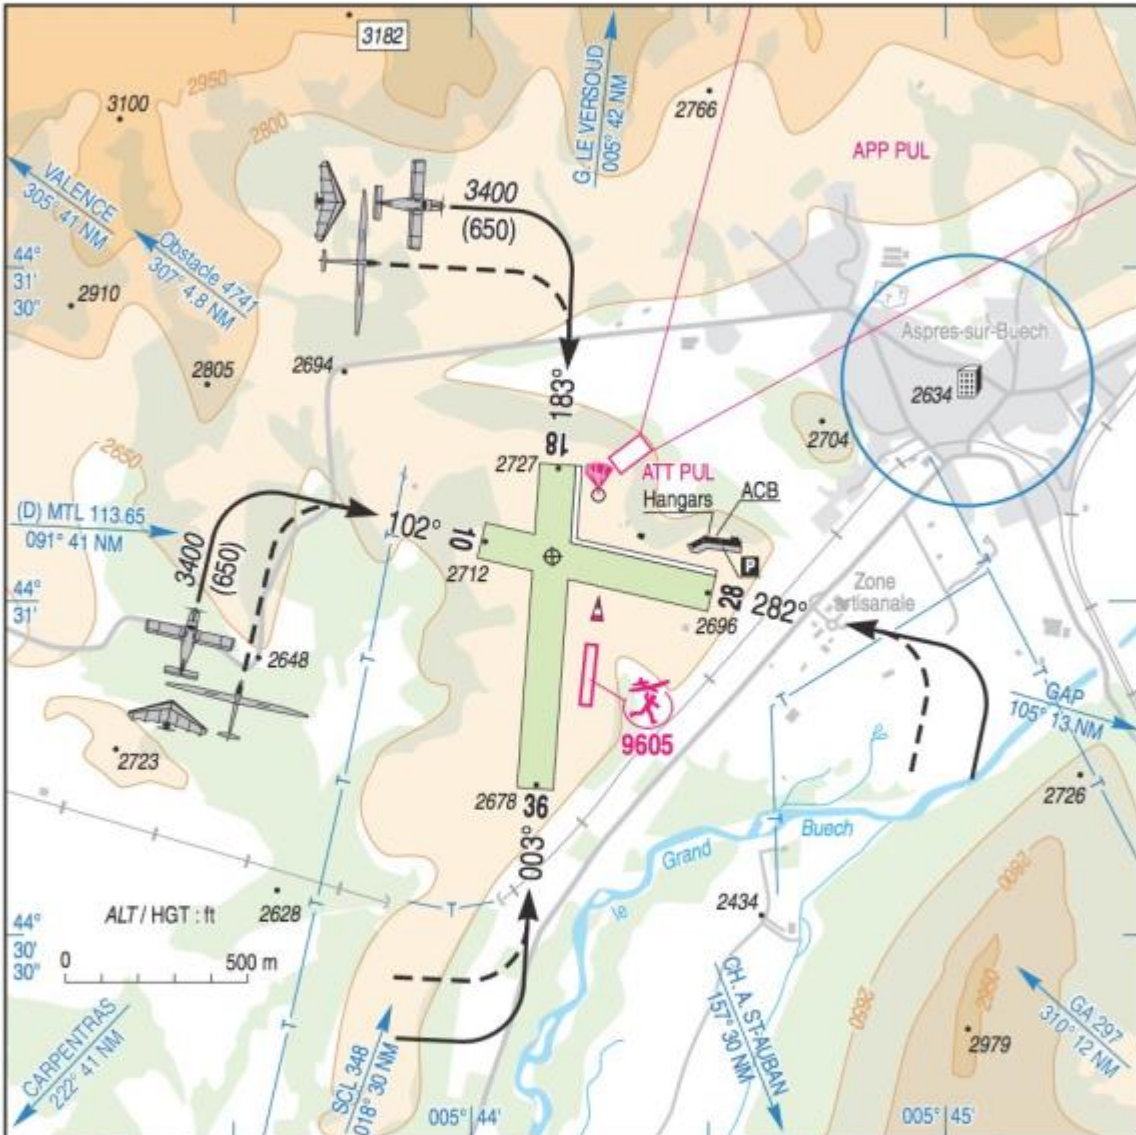 3182
2950
3100
2800
G. LE VERSOUD
005° 42 NM
2766
APP PUL
VALENCE
305° 41 NM
3400
(650)
Obstacle 4741
307° 4.8 NM
44°
31'
30"
2910
Aspres-sur-Buech
2694
2805
2634
183°
18
2704
2650
2727
ATT PUL
Hangars
ACB
(D) MTL 113.65
091° 41 NM
102°
10
P
3400
(650)
2712
44°
31'
28
282°
2696
Zone
artisanale
T
T
2648
T
T
GAP
105° 13 NM
9605
2723
T
2678
36
2726
T
T
Buech
Grand
le
003°
2800
ALT / HGT : ft
2628
T
2434
44°
30'
30"
0
500 m
2950
2650
CH. A. ST-AUBAN
157° 30 NM
GA 297
310° 12 NM
T
2979
CARPENTRAS
222° 41 NM
SCL 348
018° 30 NM
005° 44'
005° 45'